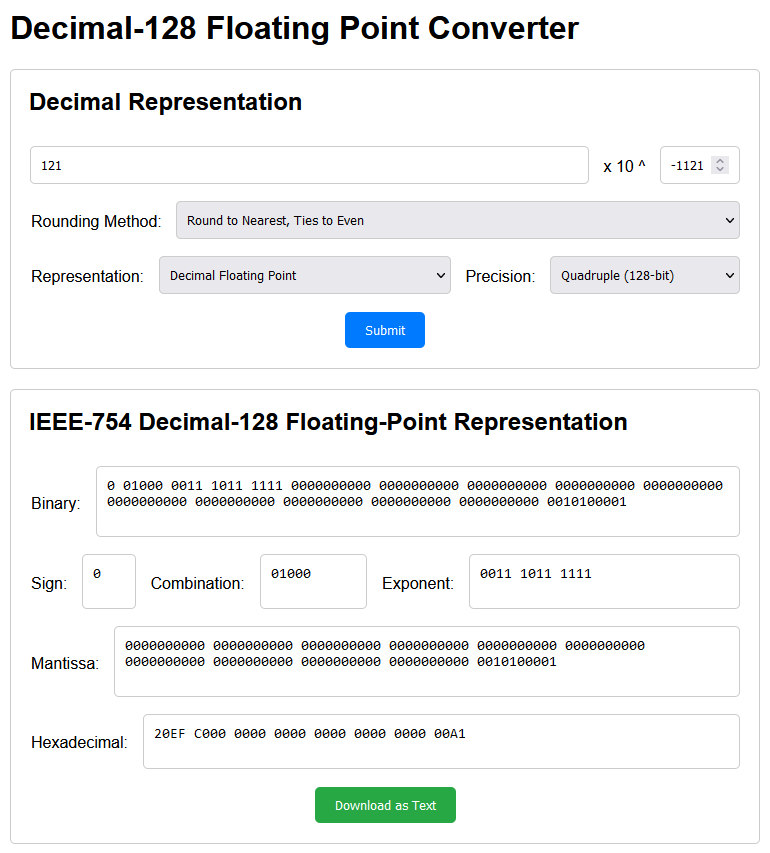 Decimal-128 Floating Point Converter
Decimal Representation
121 x 10 ^ -1121
Rounding Method: Round to Nearest, Ties to Even
Representation: Decimal Floating Point Precision: Quadruple (128-bit)
Submit
IEEE-754 Decimal-128 Floating-Point Representation
Binary: 0 01000 0011 1011 1111 0000000000 0000000000 0000000000 0000000000 0000000000
0000000000 0000000000 0000000000 0000000000 0000000000 0010100001
Sign: 0 Combination: 01000 Exponent: 0011 1011 1111
Mantissa: 0000000000 0000000000 0000000000 0000000000 0000000000 0000000000
0000000000 0000000000 0000000000 0000000000 0010100001
Hexadecimal: 20EF C000 0000 0000 0000 0000 0000 00A1
Download as Text